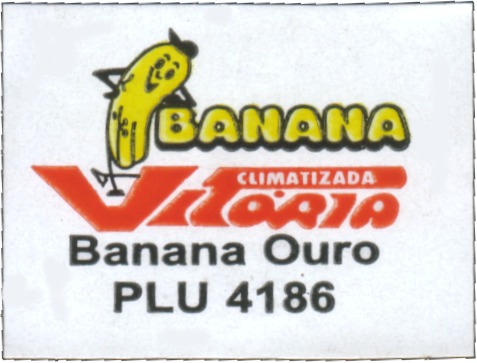 BANANA
CLIMATIZADA
Vitória
Banana Ouro
PLU 4186